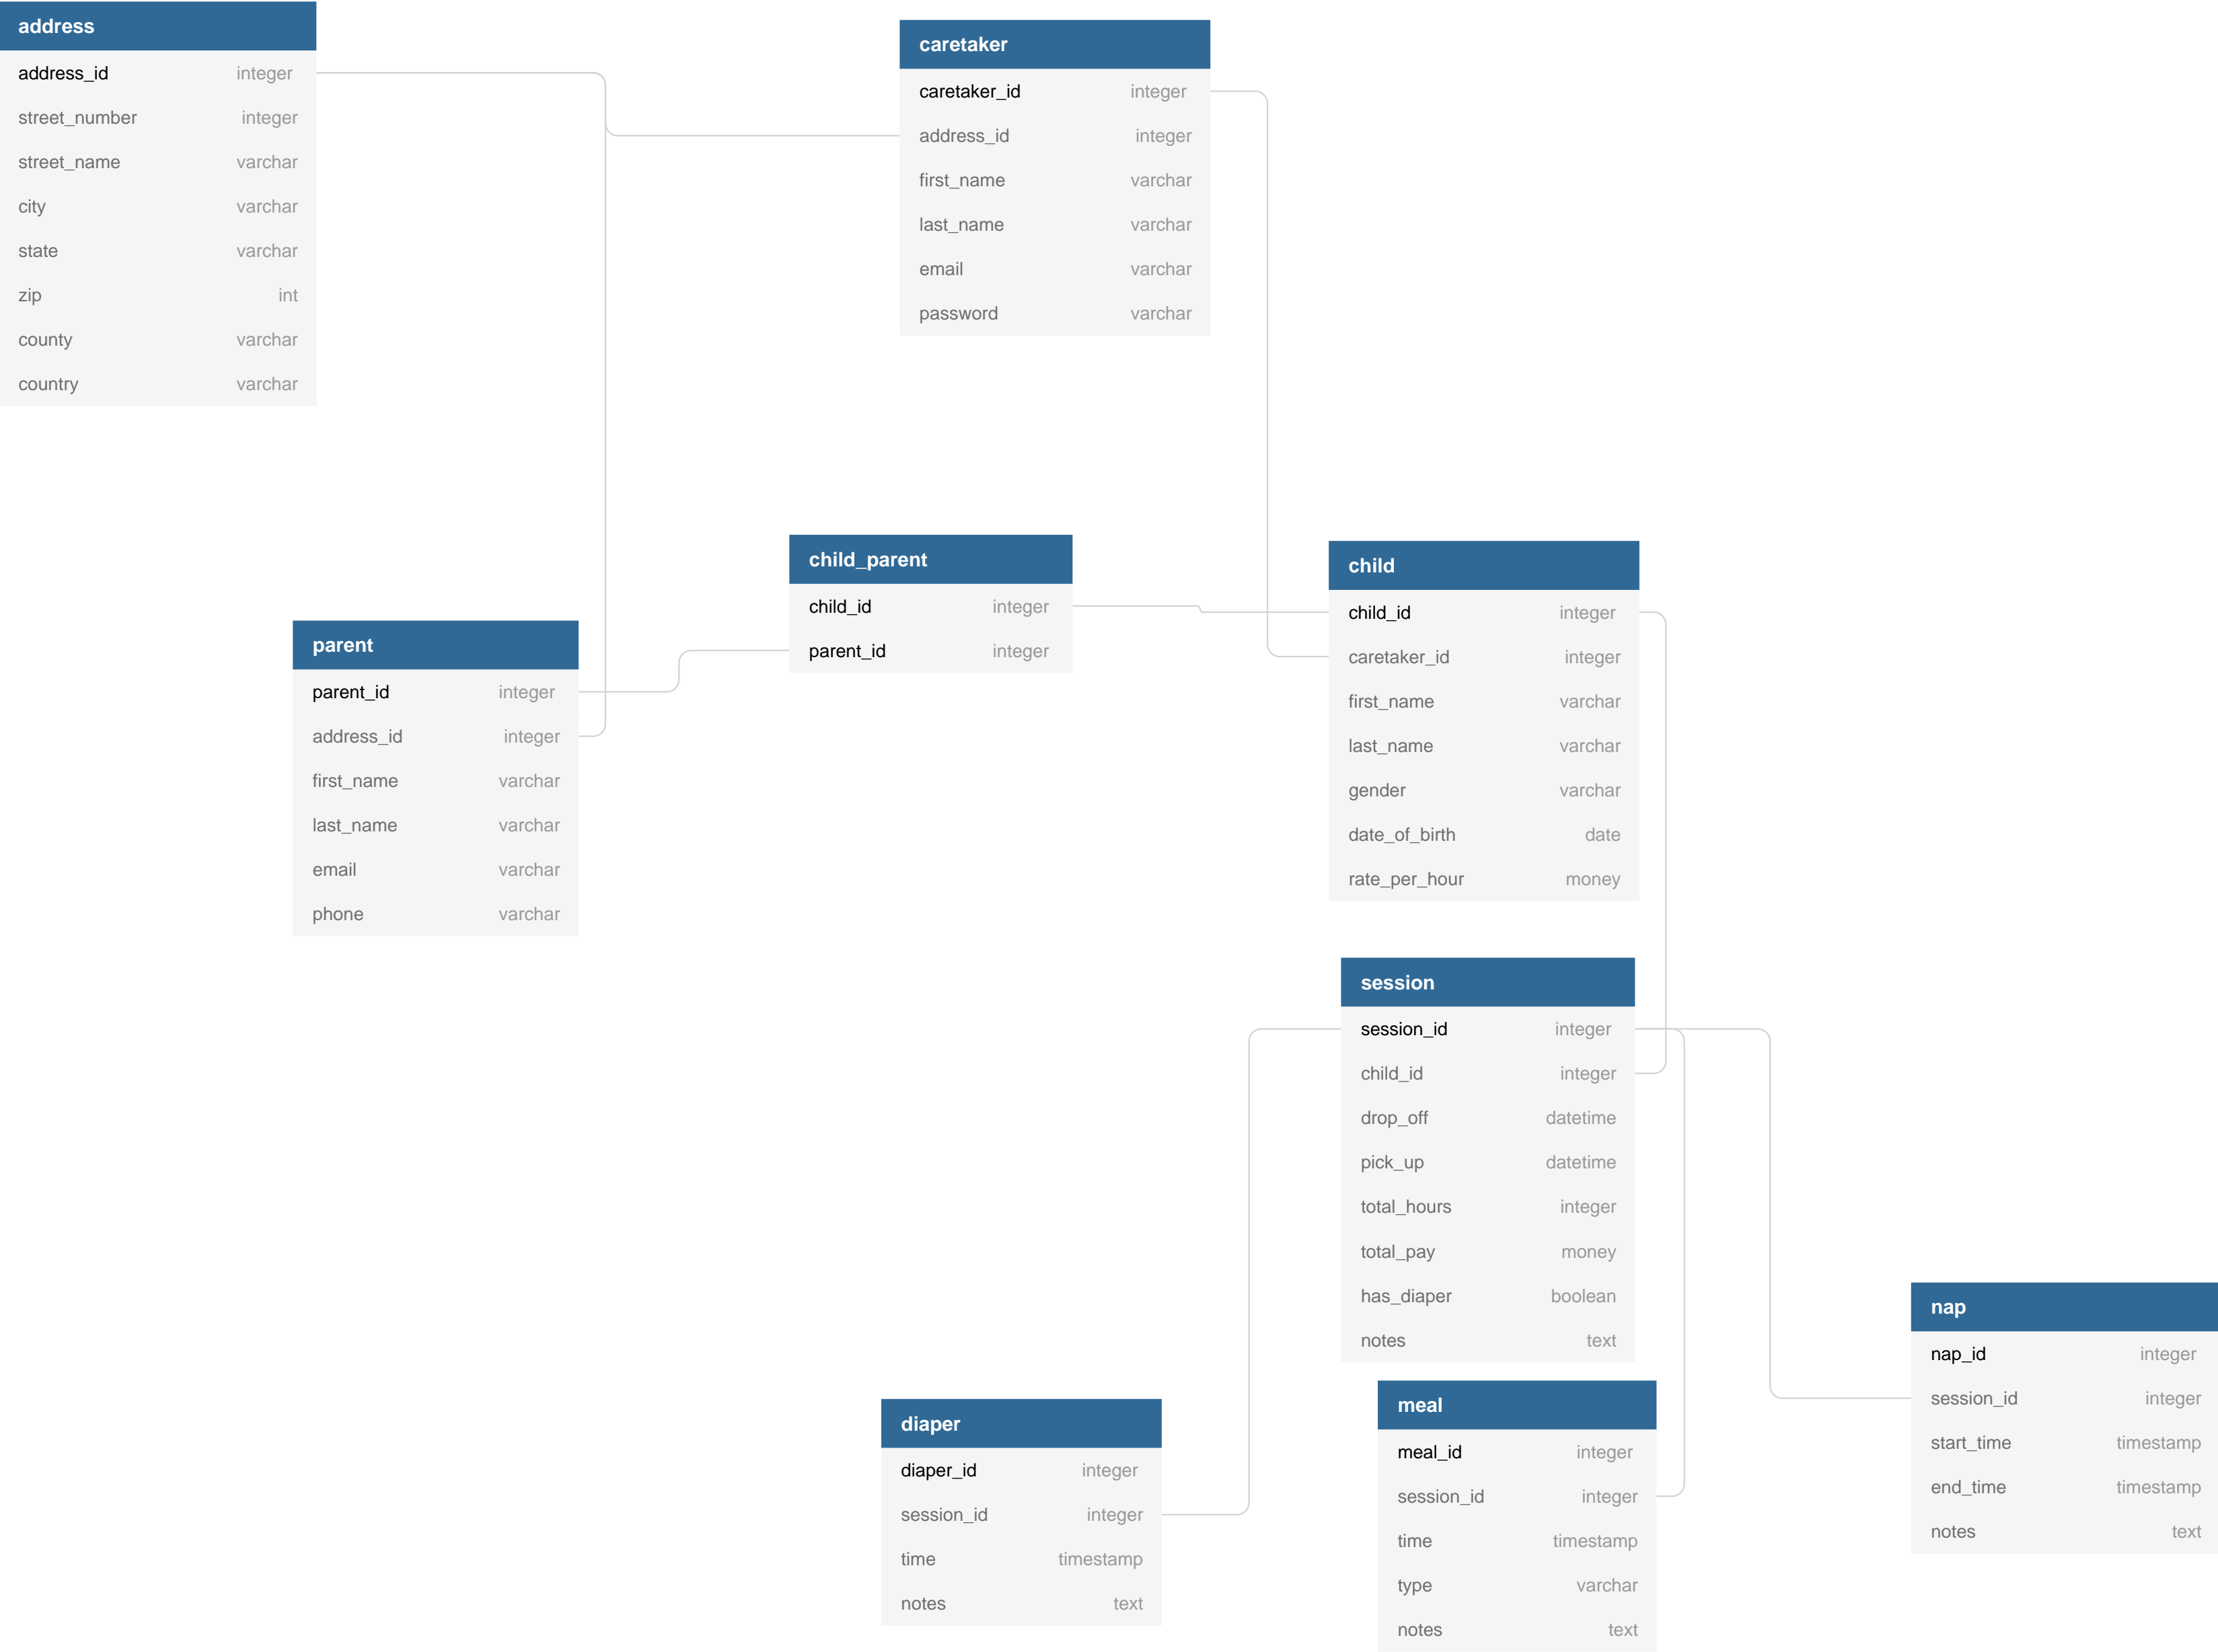 address
address_id integer
street_number integer
street_name varchar
city varchar
state varchar
zip int
county varchar
country varchar
caretaker
caretaker_id integer
address_id integer
first_name varchar
last_name varchar
email varchar
password varchar
child_parent
child_id integer
parent_id integer
child
child_id integer
caretaker_id integer
first_name varchar
last_name varchar
gender varchar
date_of_birth date
rate_per_hour money
parent
parent_id integer
address_id integer
first_name varchar
last_name varchar
email varchar
phone varchar
session
session_id integer
child_id integer
drop_off datetime
pick_up datetime
total_hours integer
total_pay money
has_diaper boolean
notes text
nap
nap_id integer
session_id integer
start_time timestamp
end_time timestamp
notes text
diaper
diaper_id integer
session_id integer
time timestamp
notes text
meal
meal_id integer
session_id integer
time timestamp
type varchar
notes text